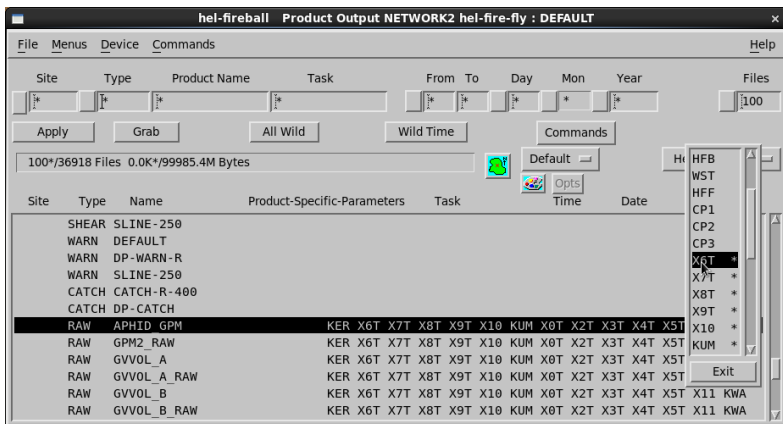 hel-fireball Product Output NETWORK2 hel-fire-fly : DEFAULT
File Menus Device Commands Help
Site Type Product Name Task From To Day Mon Year Files
* * * * * * * * * 100
Apply Grab All Wild Wild Time Commands
100*/36918 Files 0.0K*/99985.4M Bytes Default He
Opts
Site Type Name Product-Specific-Parameters Task Time Date
SHEAR SLINE-250
WARN DEFAULT
WARN DP-WARN-R
WARN SLINE-250
CATCH CATCH-R-400
CATCH DP-CATCH
RAW APHID_GPM KER X6T X7T X8T X9T X10 KUM X0T X2T X3T X4T X5T
RAW GPM2_RAW KER X6T X7T X8T X9T X10 KUM X0T X2T X3T X4T X5T
RAW GVVOL_A KER X6T X7T X8T X9T X10 KUM X0T X2T X3T X4T X5T
RAW GVVOL_A_RAW KER X6T X7T X8T X9T X10 KUM X0T X2T X3T X4T X5T
RAW GVVOL_B KER X6T X7T X8T X9T X10 KUM X0T X2T X3T X4T X5T X11 KWA
RAW GVVOL_B_RAW KER X6T X7T X8T X9T X10 KUM X0T X2T X3T X4T X5T X11 KWA
HFB
WST
HFF
CP1
CP2
CP3
X6T *
X7T *
X8T *
X9T *
X10 *
KUM *
Exit